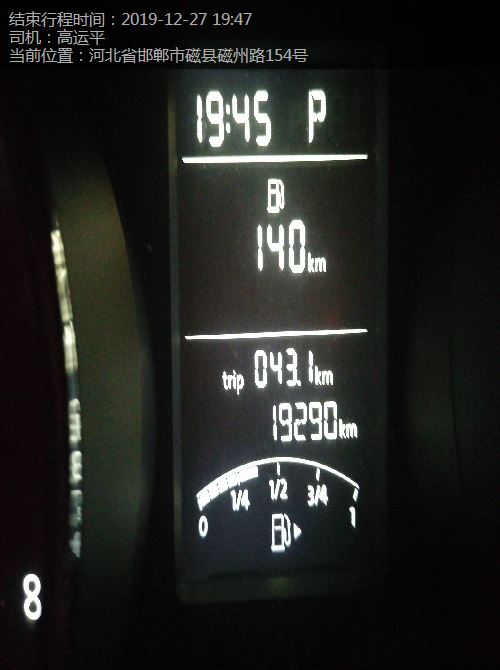 结束行程时间：2019-12-27 19:47
司机：高运平
当前位置：河北省邯郸市磁县磁州路154号
19:45 P
140km
trip 043.1km
19290km
0 1/4 1/2 3/4 1
8